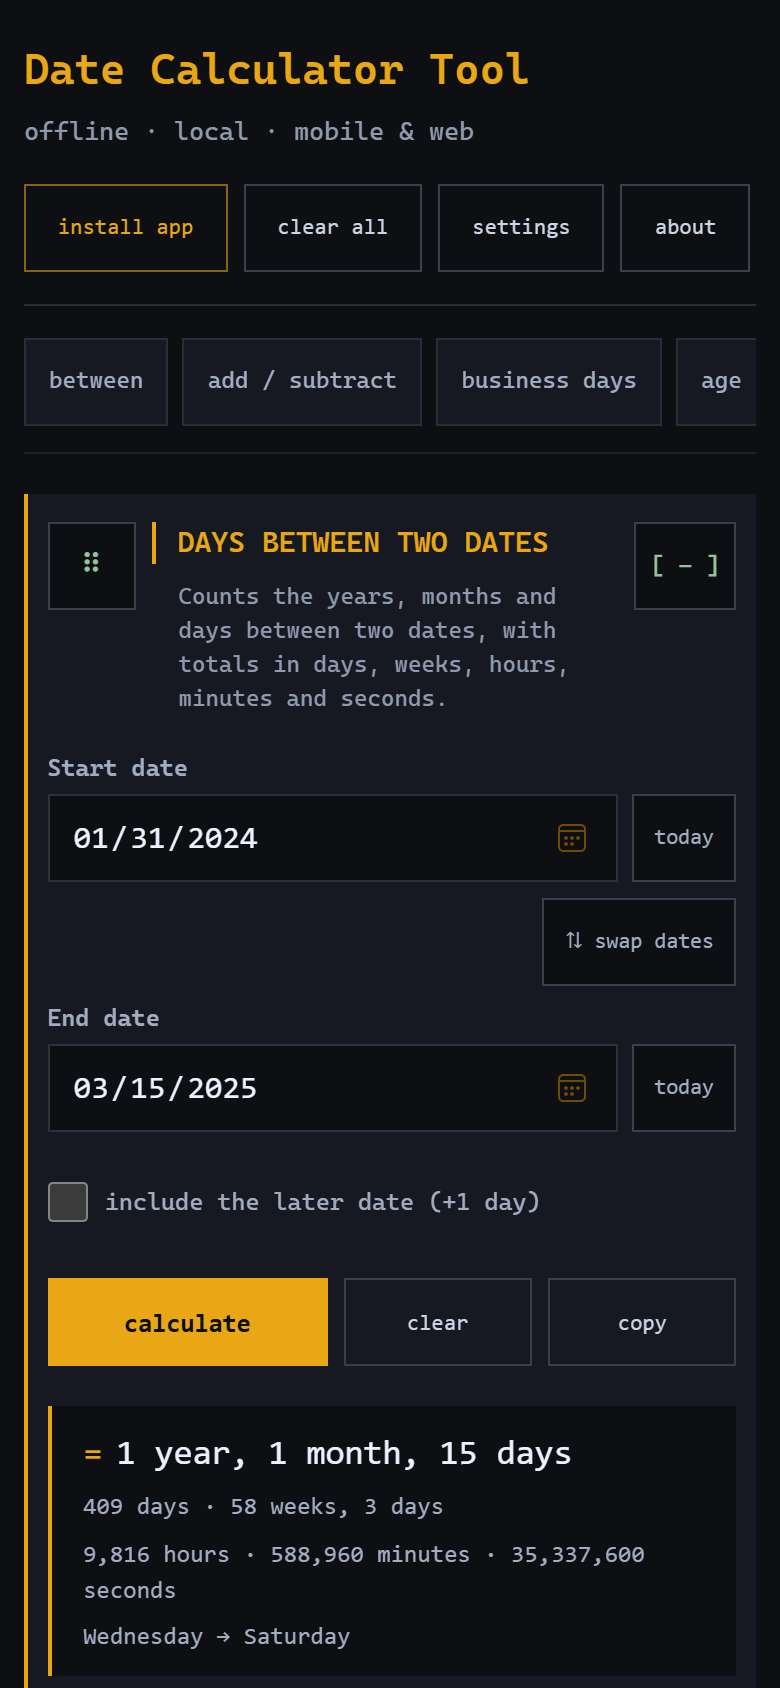 Date Calculator Tool
offline · local · mobile & web
install app clear all settings about
between add / subtract business days age
DAYS BETWEEN TWO DATES [ − ]
Counts the years, months and
days between two dates, with
totals in days, weeks, hours,
minutes and seconds.
Start date
01/31/2024 today
⇅ swap dates
End date
03/15/2025 today
include the later date (+1 day)
calculate clear copy
= 1 year, 1 month, 15 days
409 days · 58 weeks, 3 days
9,816 hours · 588,960 minutes · 35,337,600
seconds
Wednesday → Saturday